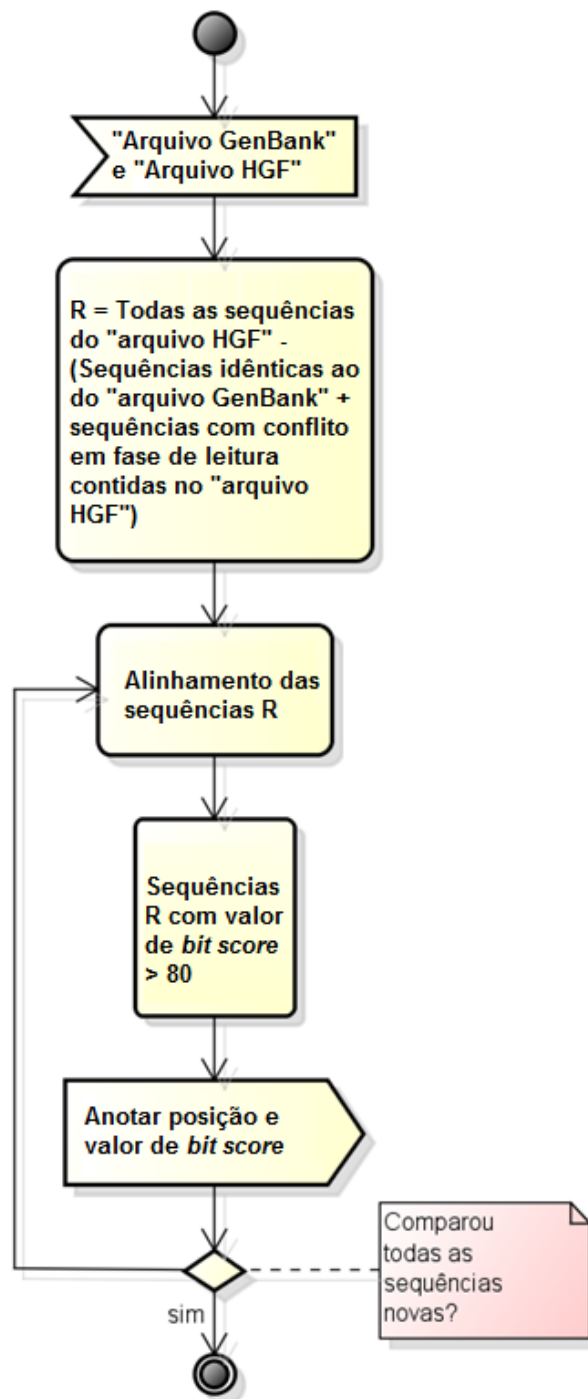 "Arquivo GenBank"
e "Arquivo HGF"
R = Todas as sequências
do "arquivo HGF" -
(Sequências idênticas ao
do "arquivo GenBank" +
sequências com conflito
em fase de leitura
contidas no "arquivo
HGF")
Alinhamento das
sequências R
Sequências
R com valor
de bit score
> 80
Anotar posição e
valor de bit score
Comparou
todas as
sequências
novas?
sim